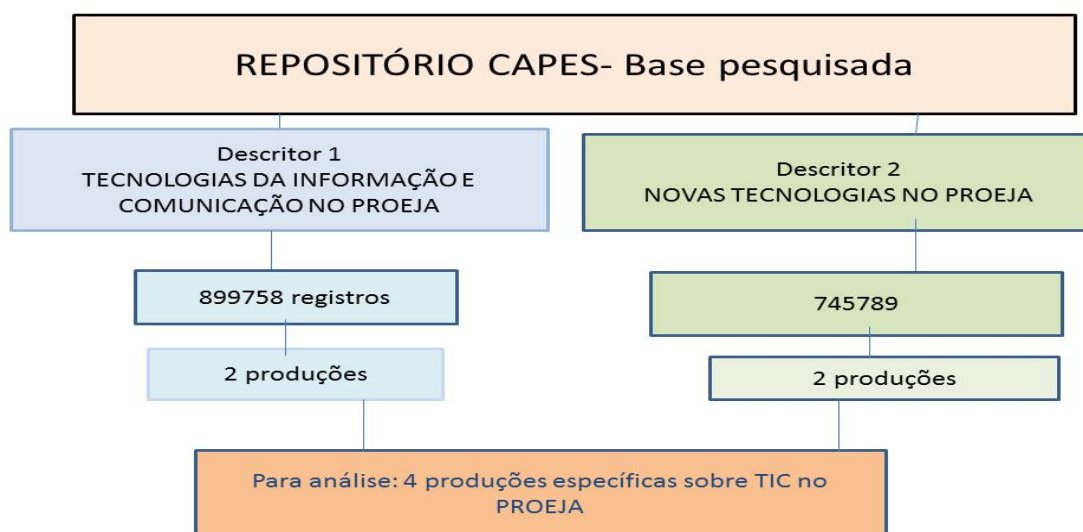 REPOSITÓRIO CAPES- Base pesquisada
Descritor 1
TECNOLOGIAS DA INFORMAÇÃO E
COMUNICAÇÃO NO PROEJA
Descritor 2
NOVAS TECNOLOGIAS NO PROEJA
899758 registros
745789
2 produções
2 produções
Para análise: 4 produções específicas sobre TIC no
PROEJA